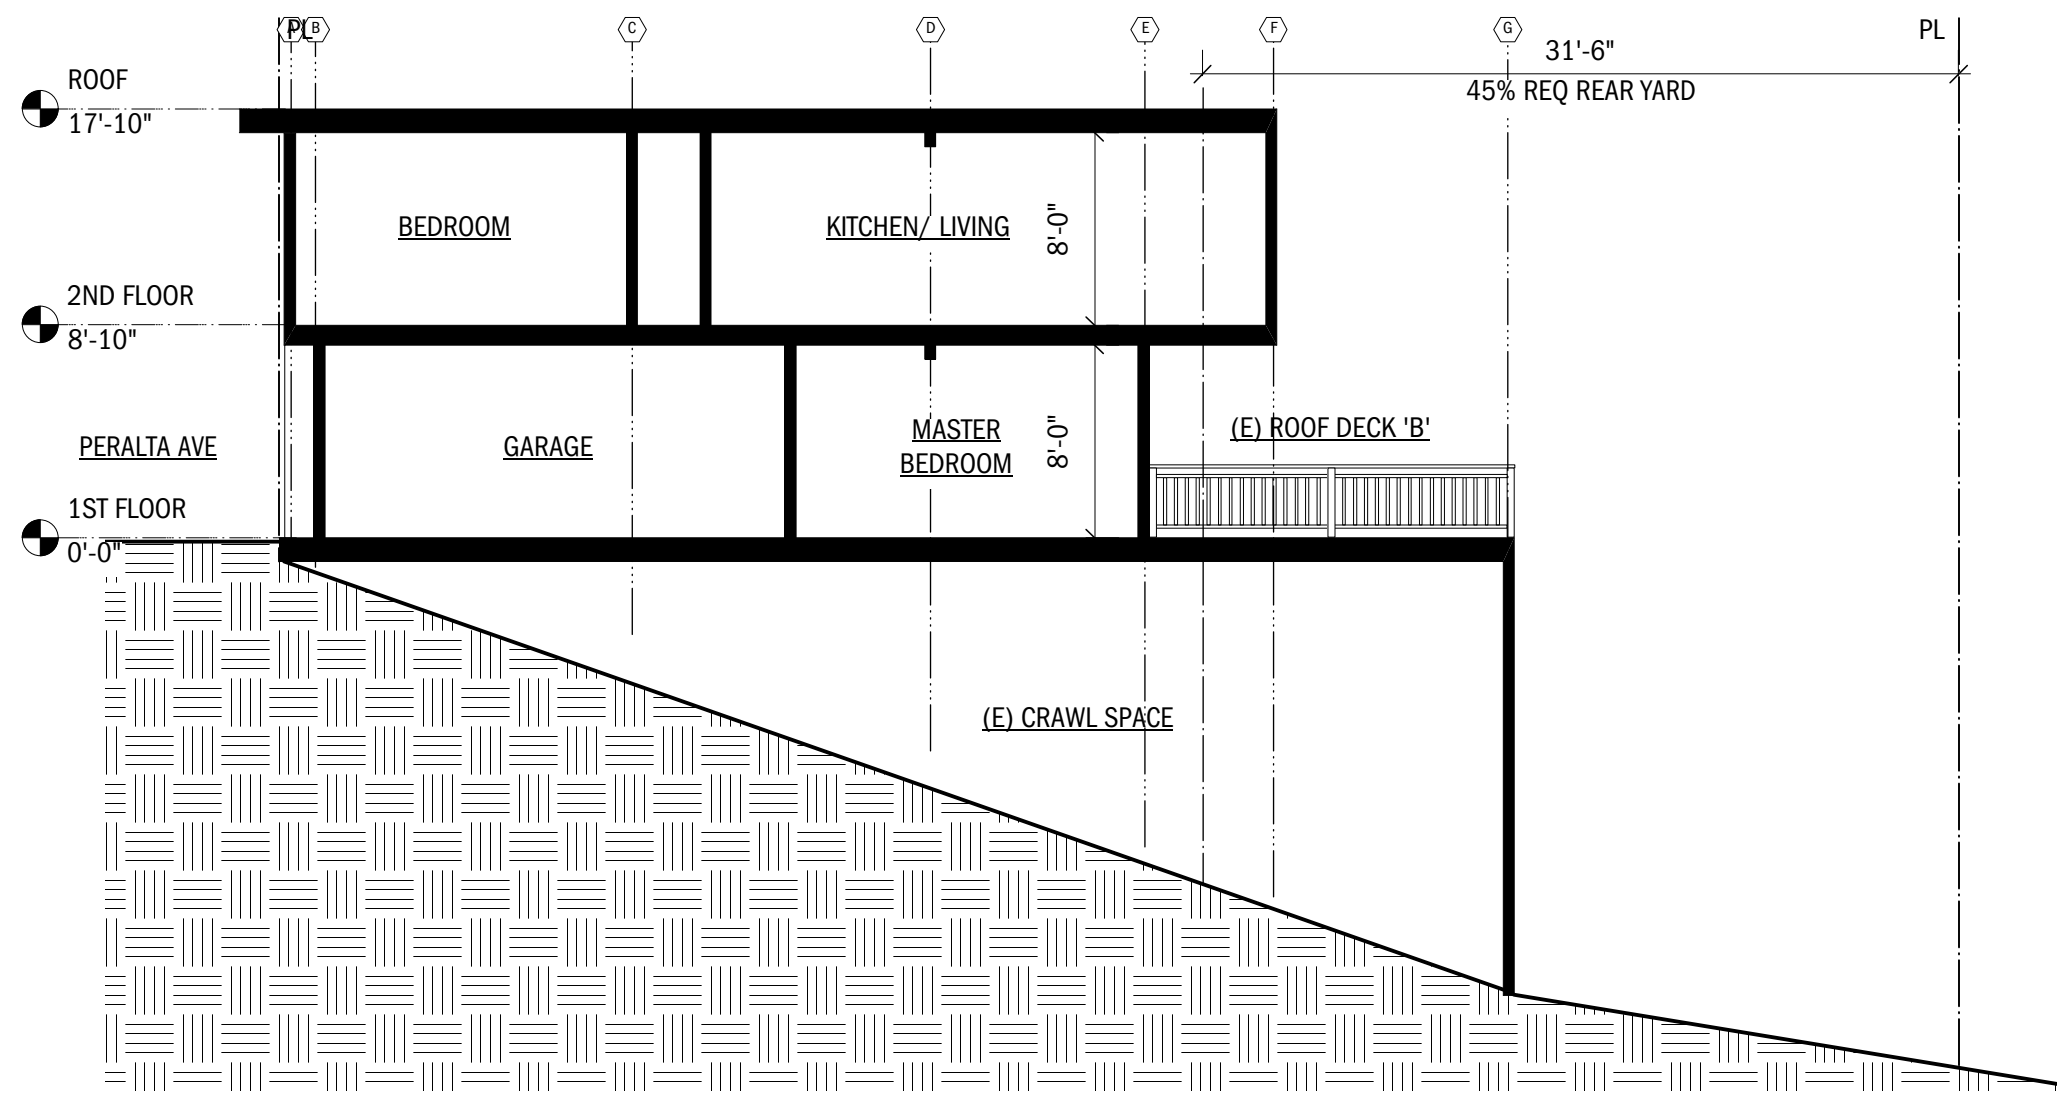 A
PL
B
C
D
E
F
G
PL
31'-6"
45% REQ REAR YARD
ROOF
17'-10"
BEDROOM
KITCHEN/ LIVING
8'-0"
2ND FLOOR
8'-10"
PERALTA AVE
GARAGE
MASTER
BEDROOM
8'-0"
(E) ROOF DECK 'B'
1ST FLOOR
0'-0"
(E) CRAWL SPACE